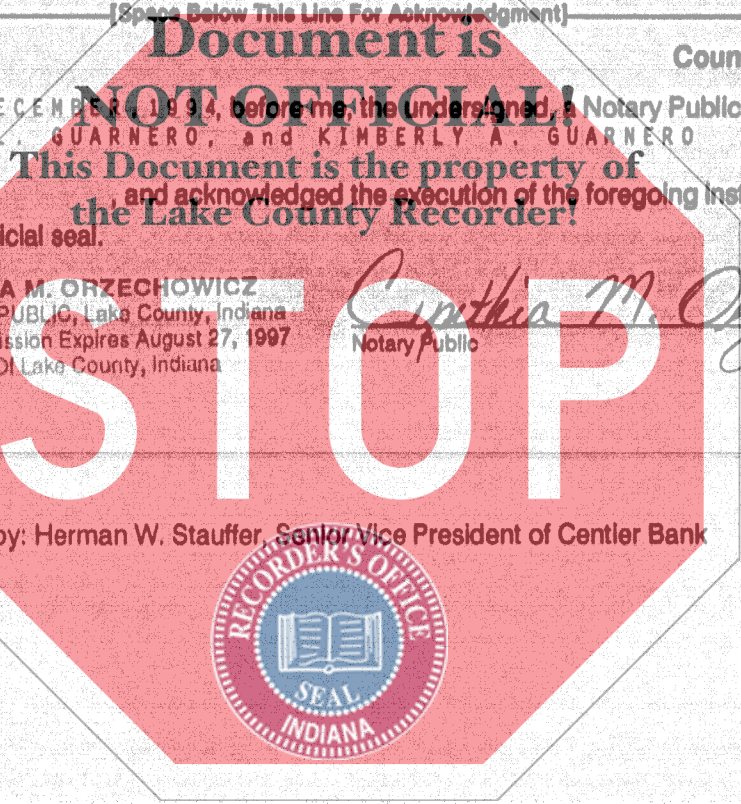 [Space Below This Line For Acknowledgment]
Document is
Coun
NOT OFFICIAL!
ECEMBER, 1994, before me, the undersigned, a Notary Public
L. GUARNERO, and KIMBERLY A. GUARNERO
This Document is the property of
, and acknowledged the execution of the foregoing inst
the Lake County Recorder!
icial seal.
A M. ORZECHOWICZ
PUBLIC, Lake County, Indiana
ission Expires August 27, 1997
Of Lake County, Indiana
Cynthia M. O
Notary Public
STOP
by: Herman W. Stauffer, Senior Vice President of Centier Bank
RECORDER'S OFFICE
SEAL
INDIANA